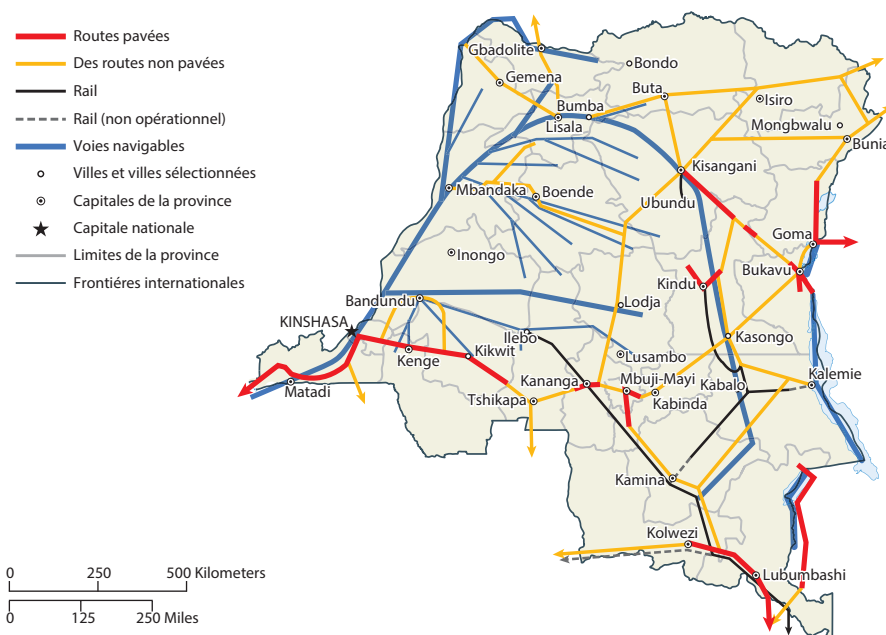 Routes pavées
Des routes non pavées
Rail
Rail (non opérationnel)
Voies navigables
Villes et villes sélectionnées
Capitales de la province
Capitale nationale
Limites de la province
Frontiéres internationales
Gbadolite
Bondo
Gemena
Buta
Isiro
Bumba
Lisala
Mongbwalu
Bunia
Kisangani
Mbandaka
Boende
Ubundu
Goma
Inongo
Bukavu
Kindu
Bandundu
Lodja
KINSHASA
Ilebo
Kasongo
Kenge
Kikwit
Lusambo
Kananga
Mbuji-Mayi
Kabalo
Kalemie
Matadi
Tshikapa
Kabinda
Kamina
Kolwezi
Lubumbashi
0 250 500 Kilometers
0 125 250 Miles